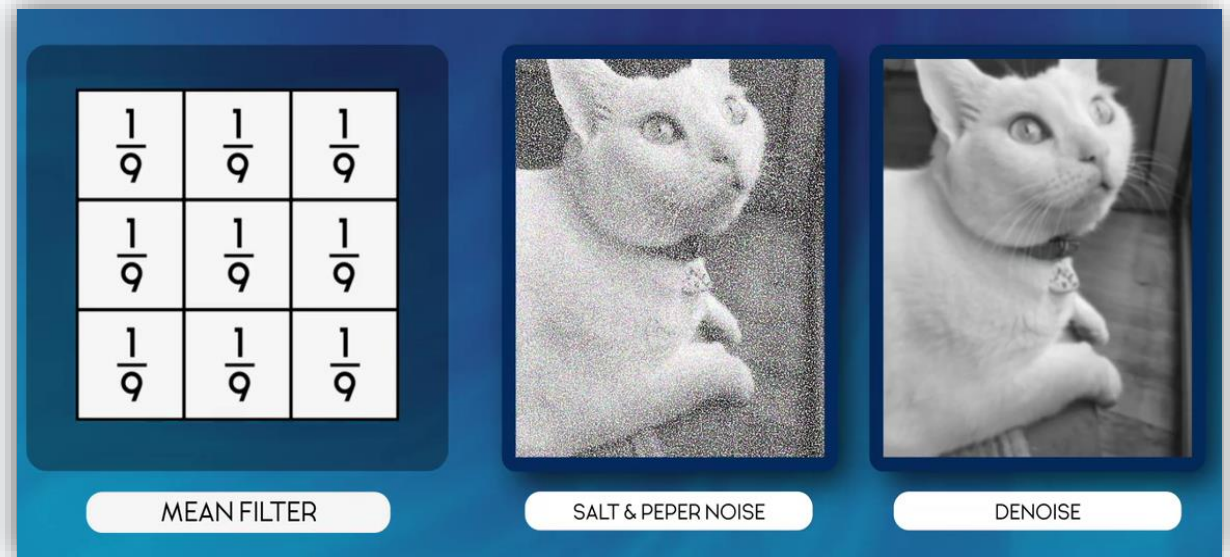 1/9 1/9 1/9
1/9 1/9 1/9
1/9 1/9 1/9
MEAN FILTER
SALT & PEPER NOISE
DENOISE